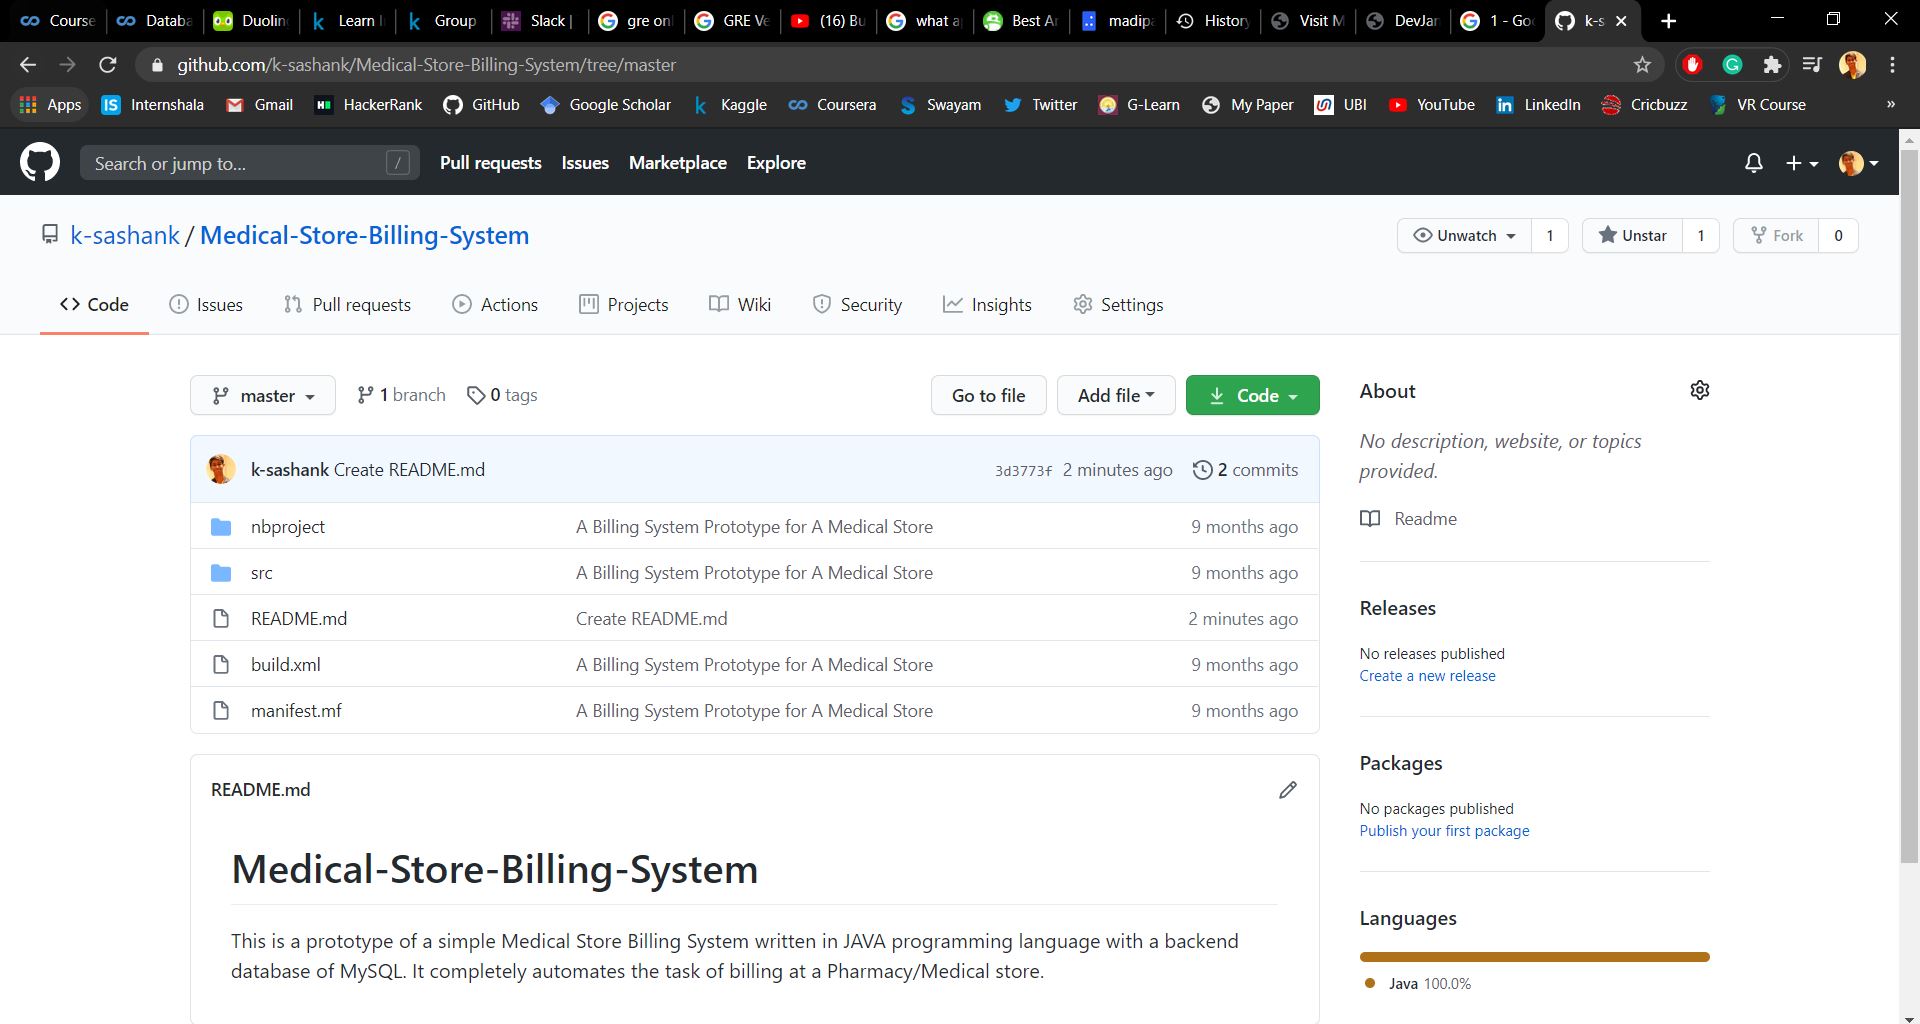 Course Databa Duoling Learn I Group Slack | gre onl GRE Ve (16) Bu what a Best Ar madipa History Visit M DevJan 1 - Goo k-s
github.com/k-sashank/Medical-Store-Billing-System/tree/master
Apps Internshala Gmail HackerRank GitHub Google Scholar Kaggle Coursera Swayam Twitter G-Learn My Paper UBI YouTube LinkedIn Cricbuzz VR Course »
Search or jump to... / Pull requests Issues Marketplace Explore
k-sashank / Medical-Store-Billing-System Unwatch 1 Unstar 1 Fork 0
Code Issues Pull requests Actions Projects Wiki Security Insights Settings
master 1 branch 0 tags Go to file Add file Code
k-sashank Create README.md 3d3773f 2 minutes ago 2 commits
nbproject A Billing System Prototype for A Medical Store 9 months ago
src A Billing System Prototype for A Medical Store 9 months ago
README.md Create README.md 2 minutes ago
build.xml A Billing System Prototype for A Medical Store 9 months ago
manifest.mf A Billing System Prototype for A Medical Store 9 months ago
README.md
Medical-Store-Billing-System
This is a prototype of a simple Medical Store Billing System written in JAVA programming language with a backend
database of MySQL. It completely automates the task of billing at a Pharmacy/Medical store.
About
No description, website, or topics
provided.
Readme
Releases
No releases published
Create a new release
Packages
No packages published
Publish your first package
Languages
Java 100.0%